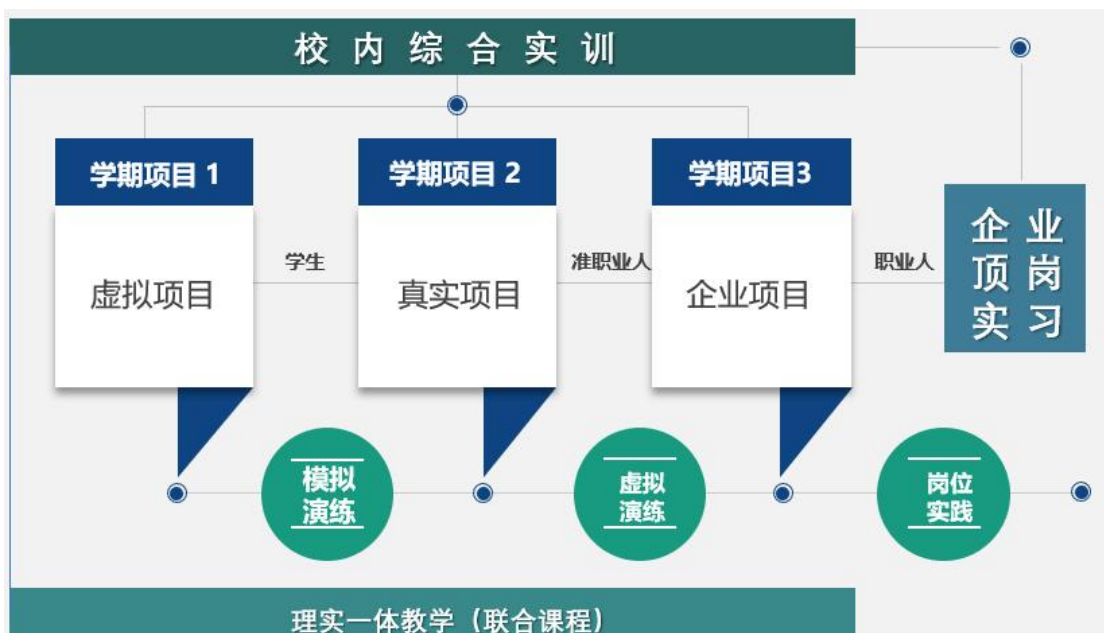 校内综合实训
学期项目 1
学期项目 2
学期项目3
虚拟项目
学生
真实项目
准职业人
企业项目
职业人
企业
顶岗
实习
模拟
演练
虚拟
演练
岗位
实践
理实一体教学（联合课程）